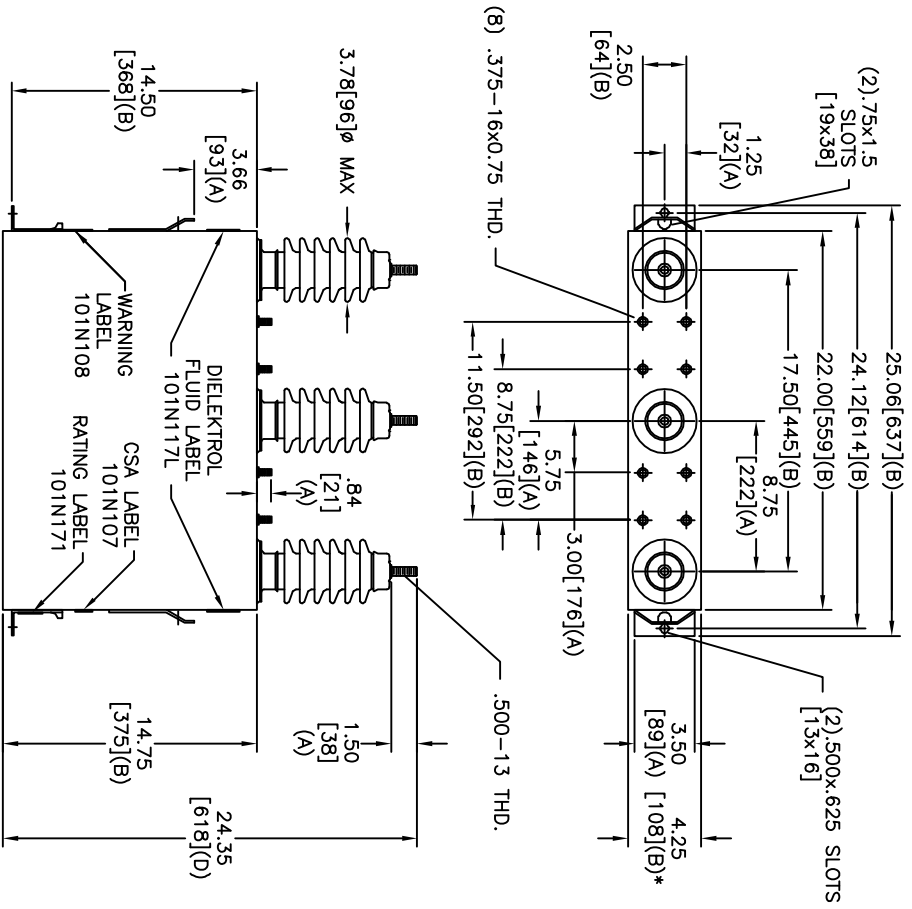 25.06[637](B)
24.12[614](B)
22.00[559](B)
17.50[445](B)
8.75
[222](A)
(2).75x1.5
SLOTS
[19x38]
1.25
[32](A)
2.50
[64](B)
(8) .375-16x0.75 THD.
(2).500x.625 SLOTS
[13x16]
3.50
[89](A)
4.25
[108](B)*
3.00[176](A)
5.75
[146](A)
8.75[222](B)
11.50[292](B)
3.78[96]ø MAX
.500-13 THD.
3.66
[93](A)
14.50
[368](B)
.84
[21]
(A)
1.50
[38]
(A)
14.75
[375](B)
24.35
[618](D)
DIELEKTROL
FLUID LABEL
101N117L
WARNING
LABEL
101N108
CSA LABEL
101N107
RATING LABEL
101N171